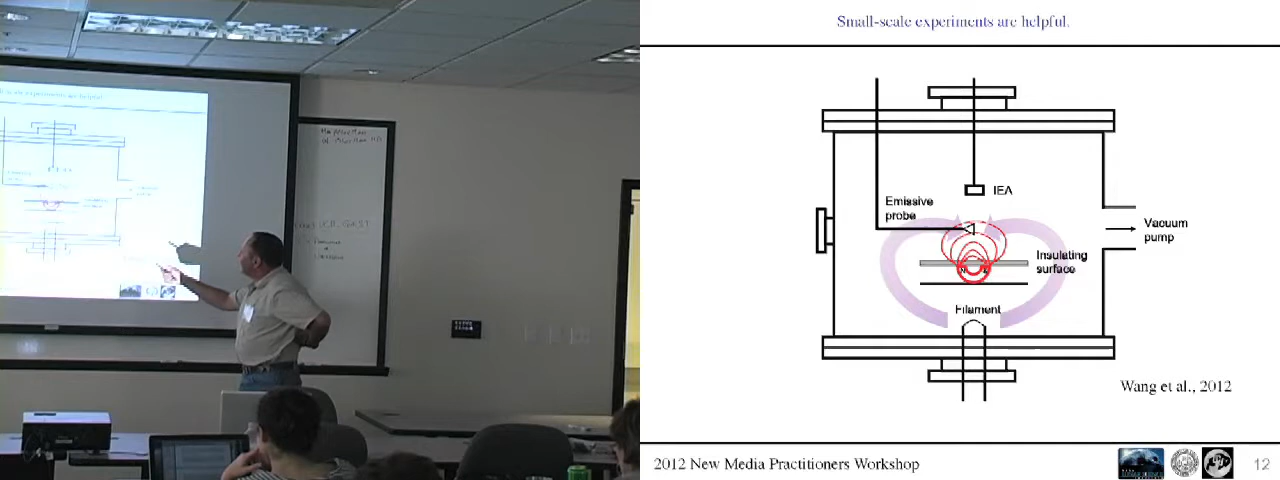 Small-scale experiments are helpful.
IEA
Emissive
probe
Vacuum
pump
Insulating
surface
Filament
Wang et al., 2012
2012 New Media Practitioners Workshop
12